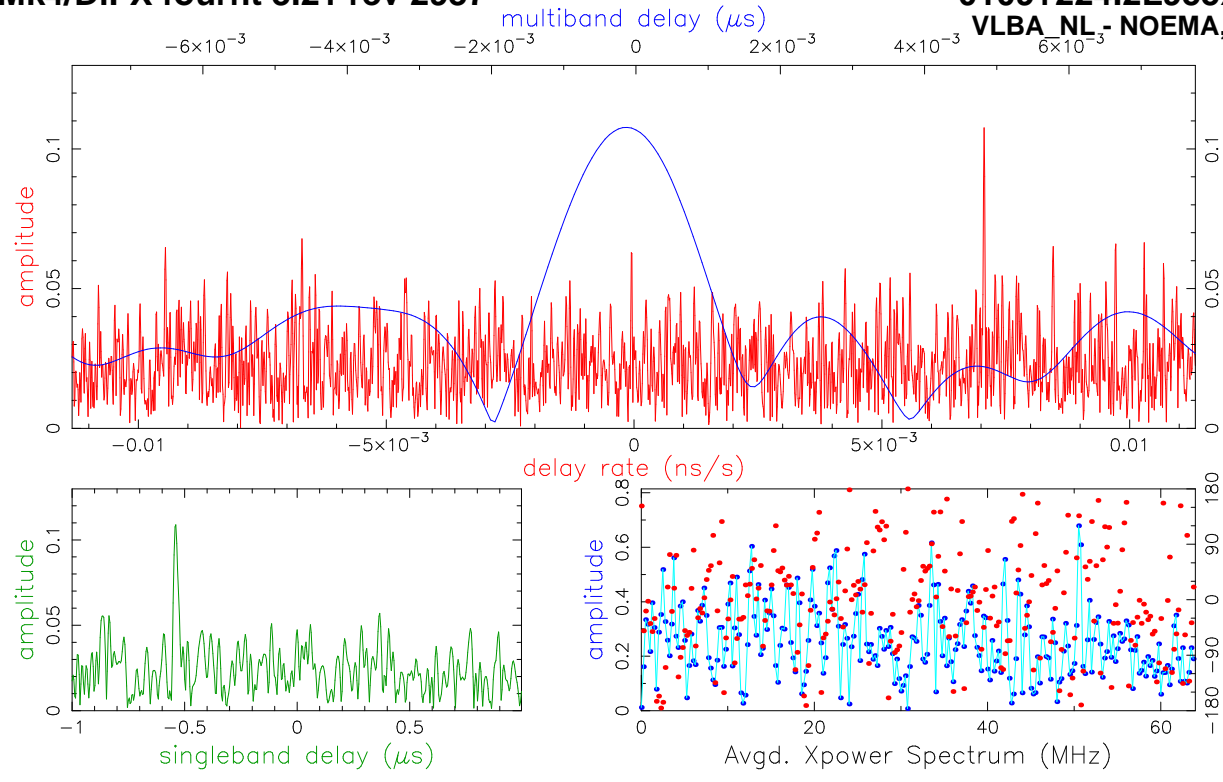 multiband delay (μs)
VLBA_NL - NOEMA,
−6×10⁻³ −4×10⁻³ −2×10⁻³ 0 2×10⁻³ 4×10⁻³ 6×10⁻³
amplitude
0 0.05 0.1
0 0.05 0.1
−0.01 −5×10⁻³ 0 5×10⁻³ 0.01
delay rate (ns/s)
amplitude
0 0.05 0.1
−1 −0.5 0 0.5
singleband delay (μs)
amplitude
0 0.2 0.4 0.6 0.8
−180 −90 0 90 180
0 20 40 60
Avgd. Xpower Spectrum (MHz)